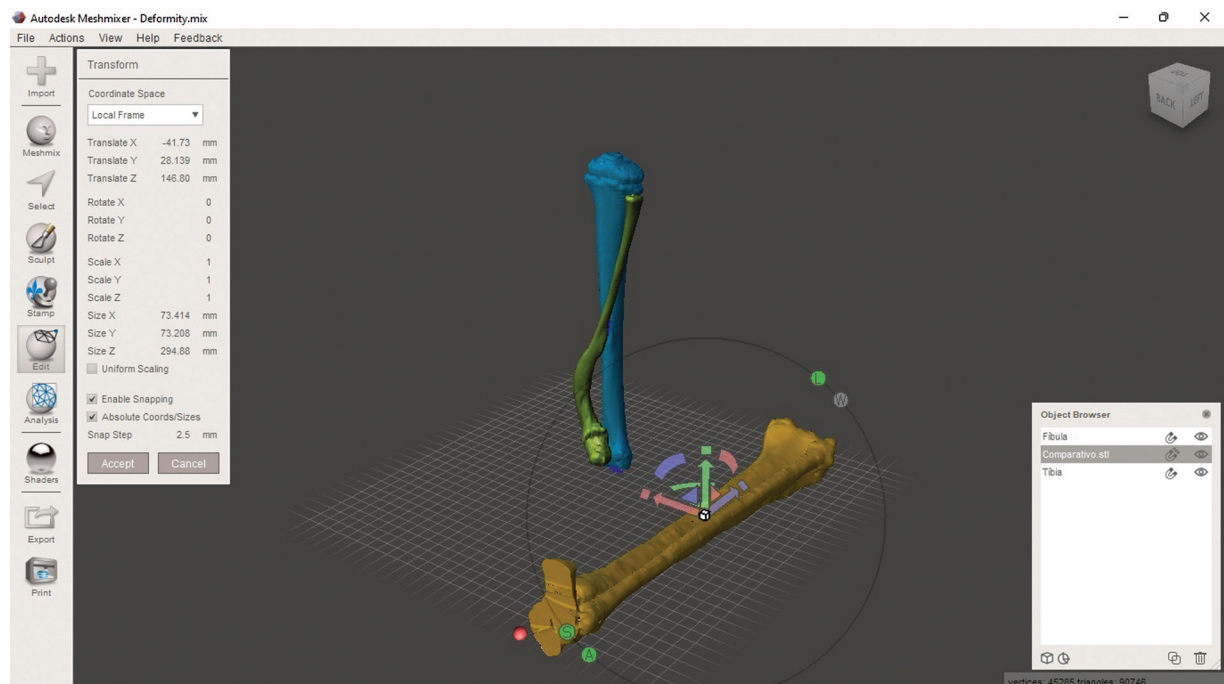 Autodesk Meshmixer - Deformity.mix
File Actions View Help Feedback
Import
Meshmix
Select
Sculpt
Stamp
Edit
Analysis
Shaders
Export
Print
Transform
Coordinate Space
Local Frame
Translate X -41.73 mm
Translate Y 28.139 mm
Translate Z 146.80 mm
Rotate X 0
Rotate Y 0
Rotate Z 0
Scale X 1
Scale Y 1
Scale Z 1
Size X 73.414 mm
Size Y 73.208 mm
Size Z 294.88 mm
Uniform Scaling
Enable Snapping
Absolute Coords/Sizes
Snap Step 2.5 mm
Accept Cancel
TOP
BACK LEFT
L
W
S
A
Object Browser
Fíbula
Comparativo.stl
Tíbia
vertices: 45285 triangles: 90746